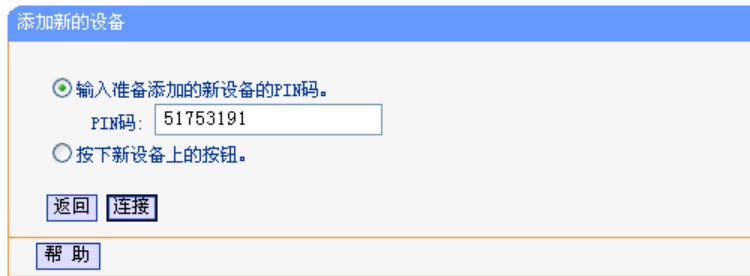 添加新的设备
输入准备添加的新设备的PIN码。
PIN码: 51753191
按下新设备上的按钮。
返回 连接
帮 助